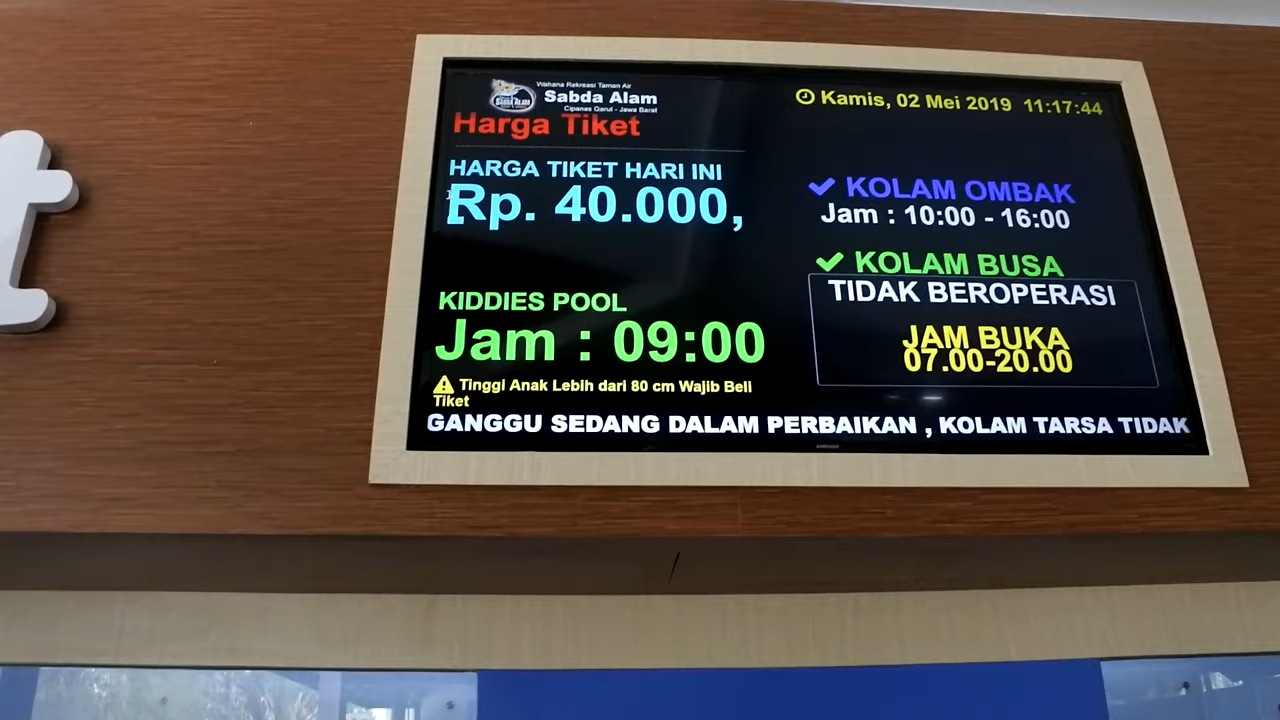 t
Wahana Rekreasi Taman Air
SABDA ALAM
Sabda Alam
Cipanas Garut - Jawa Barat
Harga Tiket
HARGA TIKET HARI INI
Rp. 40.000,
KIDDIES POOL
Jam : 09:00
Tinggi Anak Lebih dari 80 cm Wajib Beli
Tiket
Kamis, 02 Mei 2019 11:17:44
KOLAM OMBAK
Jam : 10:00 - 16:00
KOLAM BUSA
TIDAK BEROPERASI
JAM BUKA
07.00-20.00
GANGGU SEDANG DALAM PERBAIKAN , KOLAM TARSA TIDAK